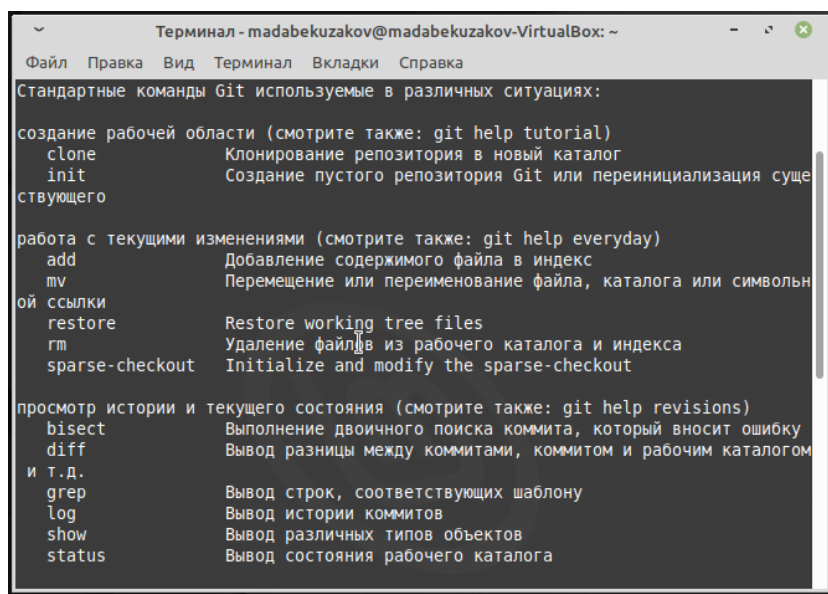 Терминал - madabekuzakov@madabekuzakov-VirtualBox: ~
Файл Правка Вид Терминал Вкладки Справка
Стандартные команды Git используемые в различных ситуациях:
создание рабочей области (смотрите также: git help tutorial)
clone Клонирование репозитория в новый каталог
init Создание пустого репозитория Git или переинициализация суще
ствующего
работа с текущими изменениями (смотрите также: git help everyday)
add Добавление содержимого файла в индекс
mv Перемещение или переименование файла, каталога или символьн
ой ссылки
restore Restore working tree files
rm Удаление файлов из рабочего каталога и индекса
sparse-checkout Initialize and modify the sparse-checkout
просмотр истории и текущего состояния (смотрите также: git help revisions)
bisect Выполнение двоичного поиска коммита, который вносит ошибку
diff Вывод разницы между коммитами, коммитом и рабочим каталогом
и т.д.
grep Вывод строк, соответствующих шаблону
log Вывод истории коммитов
show Вывод различных типов объектов
status Вывод состояния рабочего каталога